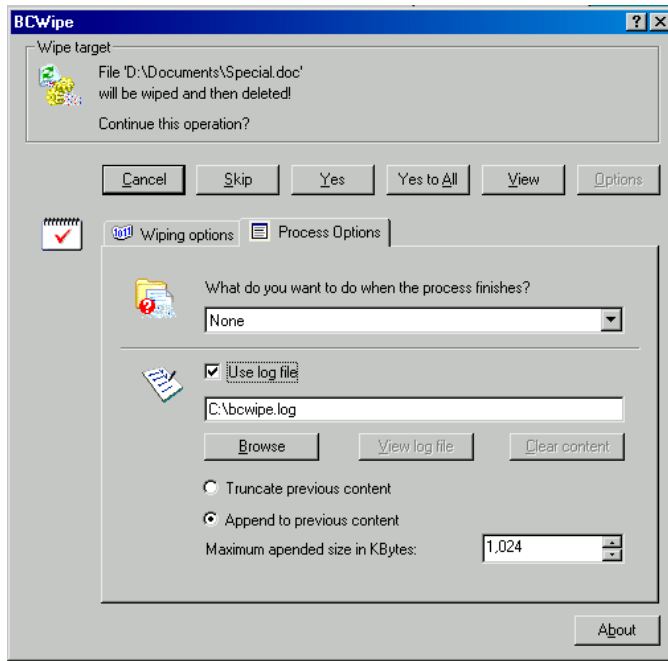 BCWipe
Wipe target
File 'D:\Documents\Special.doc'
will be wiped and then deleted!
Continue this operation?
Cancel Skip Yes Yes to All View Options
Wiping options Process Options
What do you want to do when the process finishes?
None
Use log file
C:\bcwipe.log
Browse View log file Clear content
Truncate previous content
Append to previous content
Maximum apended size in KBytes: 1,024
About